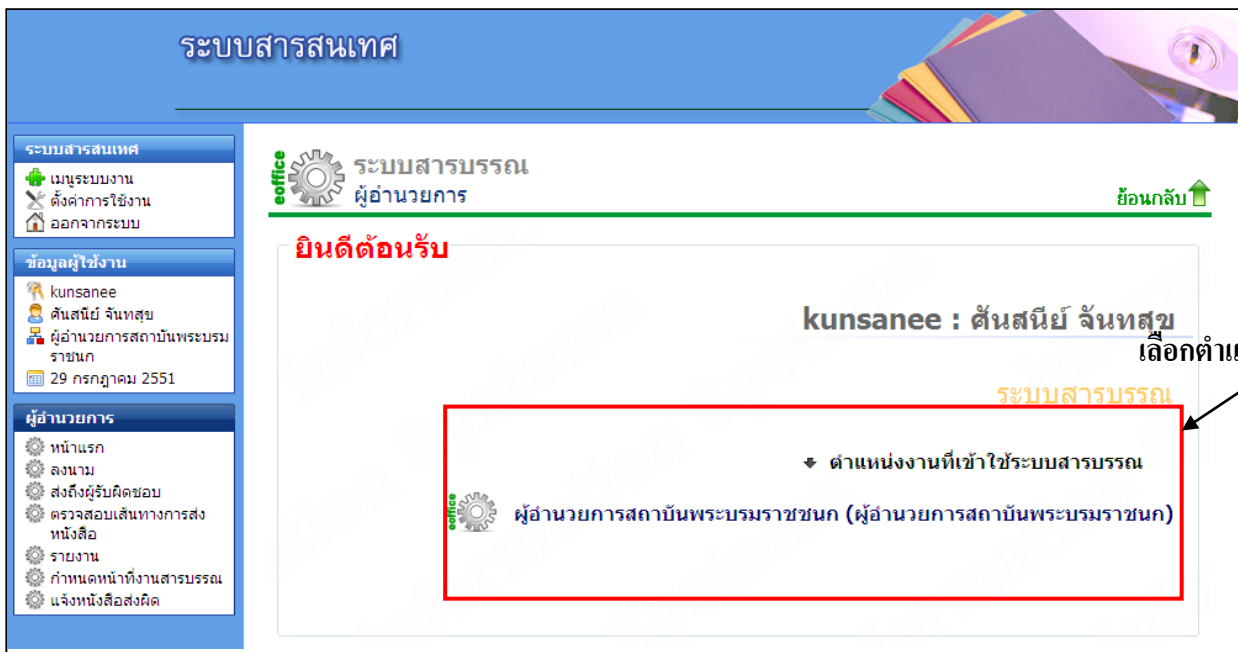 ระบบสารสนเทศ
ระบบสารสนเทศ
เมนูระบบงาน
ตั้งค่าการใช้งาน
ออกจากระบบ
ข้อมูลผู้ใช้งาน
kunsanee
ศันสนีย์ จันทสุข
ผู้อำนวยการสถาบันพระบรม
ราชนก
29 กรกฎาคม 2551
ผู้อำนวยการ
หน้าแรก
ลงนาม
ส่งถึงผู้รับผิดชอบ
ตรวจสอบเส้นทางการส่ง
หนังสือ
รายงาน
กำหนดหน้าที่งานสารบรรณ
แจ้งหนังสือส่งผิด
eoffice
ระบบสารบรรณ
ผู้อำนวยการ
ย้อนกลับ
ยินดีต้อนรับ
kunsanee : ศันสนีย์ จันทสุข
เลือกตำแ
ระบบสารบรรณ
ตำแหน่งงานที่เข้าใช้ระบบสารบรรณ
eoffice
ผู้อำนวยการสถาบันพระบรมราชชนก (ผู้อำนวยการสถาบันพระบรมราชนก)